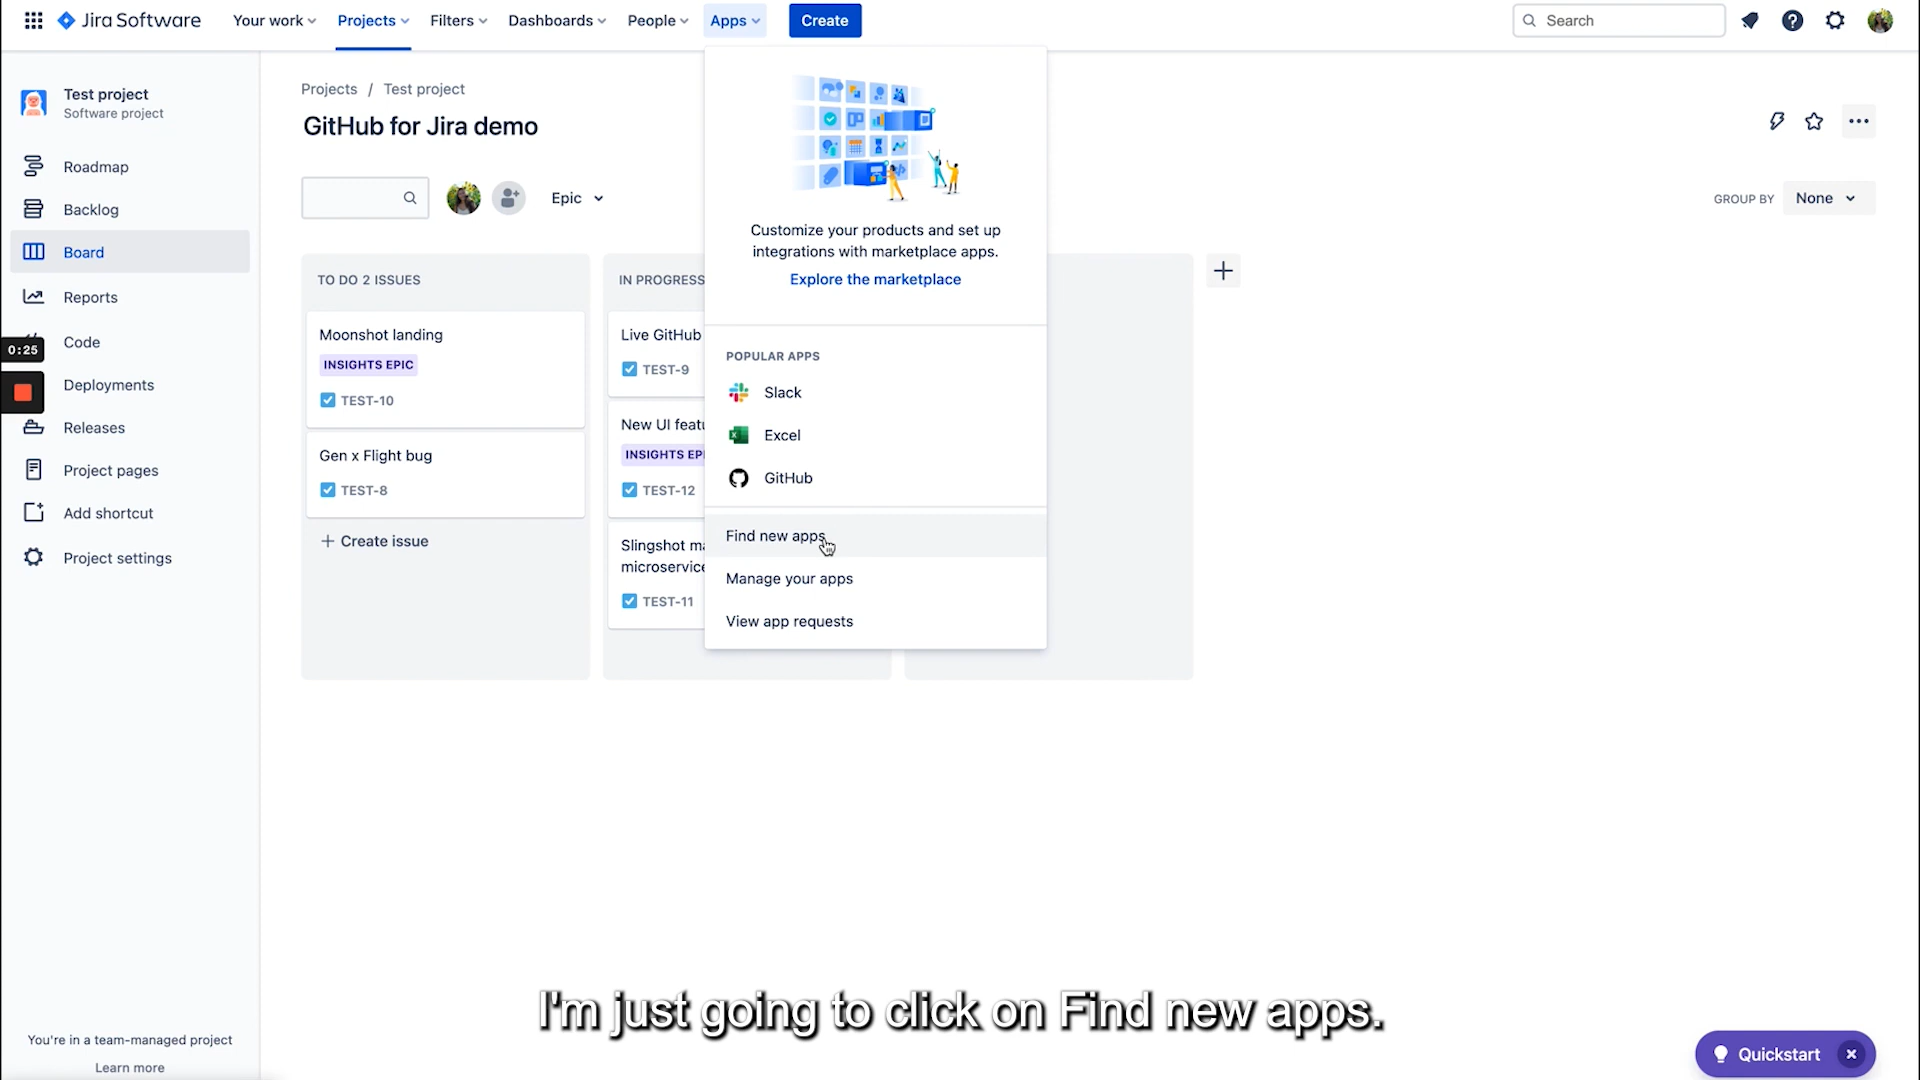 Jira Software
Your work
Projects
Filters
Dashboards
People
Apps
Create
Search
Test project
Software project
Roadmap
Backlog
Board
Reports
Code
0:25
Deployments
Releases
Project pages
Add shortcut
Project settings
You're in a team-managed project
Learn more
Projects / Test project
GitHub for Jira demo
Epic
GROUP BY
None
TO DO 2 ISSUES
Moonshot landing
INSIGHTS EPIC
TEST-10
Gen x Flight bug
TEST-8
+ Create issue
IN PROGRESS
Live GitHub
TEST-9
New UI featu
INSIGHTS EPI
TEST-12
Slingshot ma
microservice
TEST-11
Customize your products and set up
integrations with marketplace apps.
Explore the marketplace
POPULAR APPS
Slack
Excel
GitHub
Find new apps
Manage your apps
View app requests
I'm just going to click on Find new apps.
Quickstart